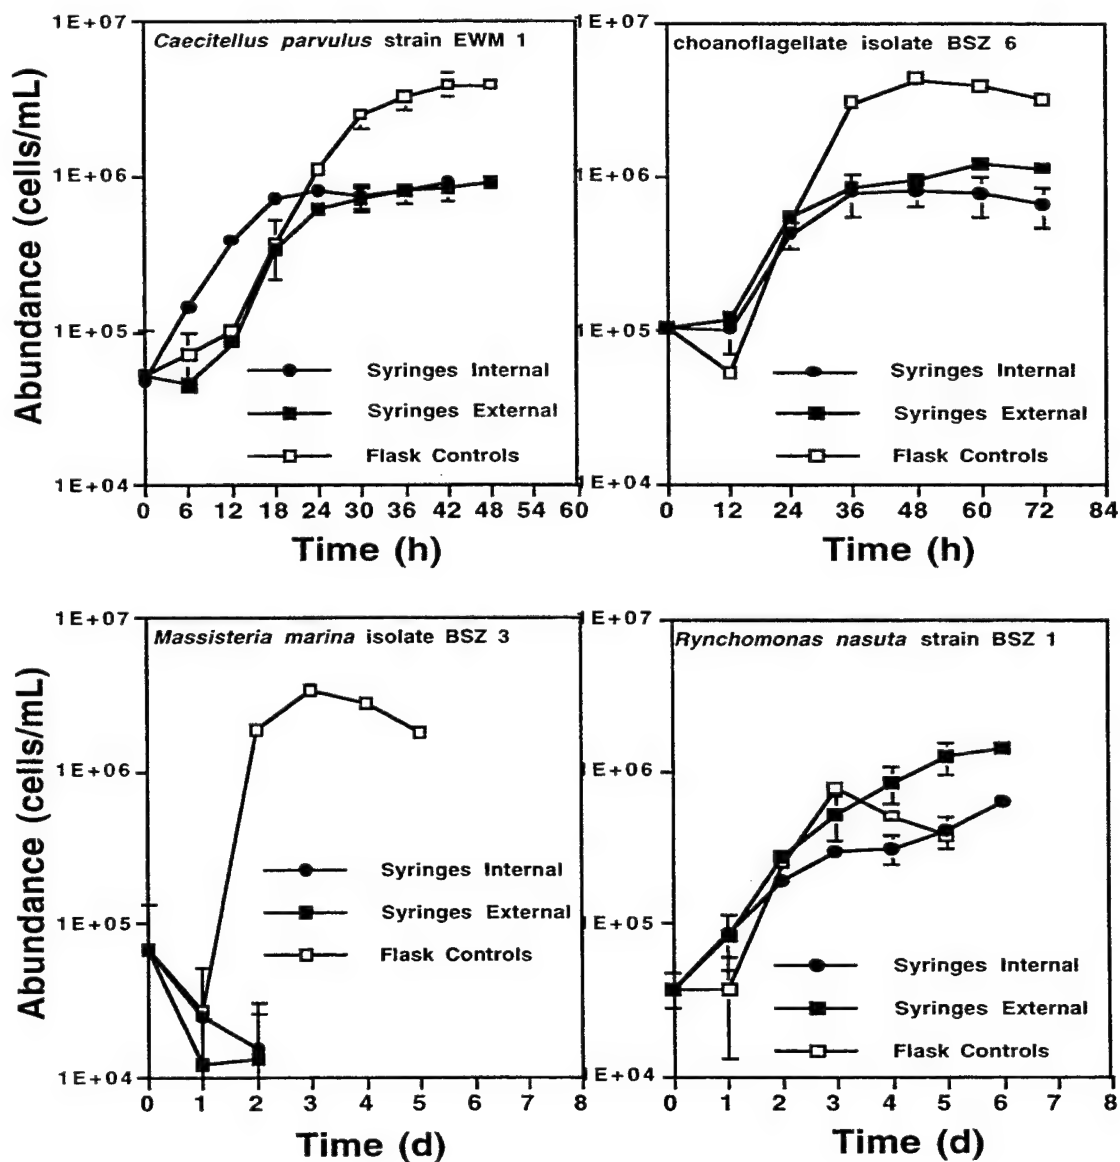 Abundance (cells/mL)
1E+07
1E+06
1E+05
1E+04
Caecitellus parvulus strain EWM 1
Syringes Internal
Syringes External
Flask Controls
0 6 12 18 24 30 36 42 48 54 60
Time (h)
1E+07
1E+06
1E+05
1E+04
choanoflagellate isolate BSZ 6
Syringes Internal
Syringes External
Flask Controls
0 12 24 36 48 60 72 84
Time (h)
Abundance (cells/mL)
1E+07
1E+06
1E+05
1E+04
Massisteria marina isolate BSZ 3
Syringes Internal
Syringes External
Flask Controls
0 1 2 3 4 5 6 7 8
Time (d)
1E+07
1E+06
1E+05
1E+04
Rynchomonas nasuta strain BSZ 1
Syringes Internal
Syringes External
Flask Controls
0 1 2 3 4 5 6 7 8
Time (d)